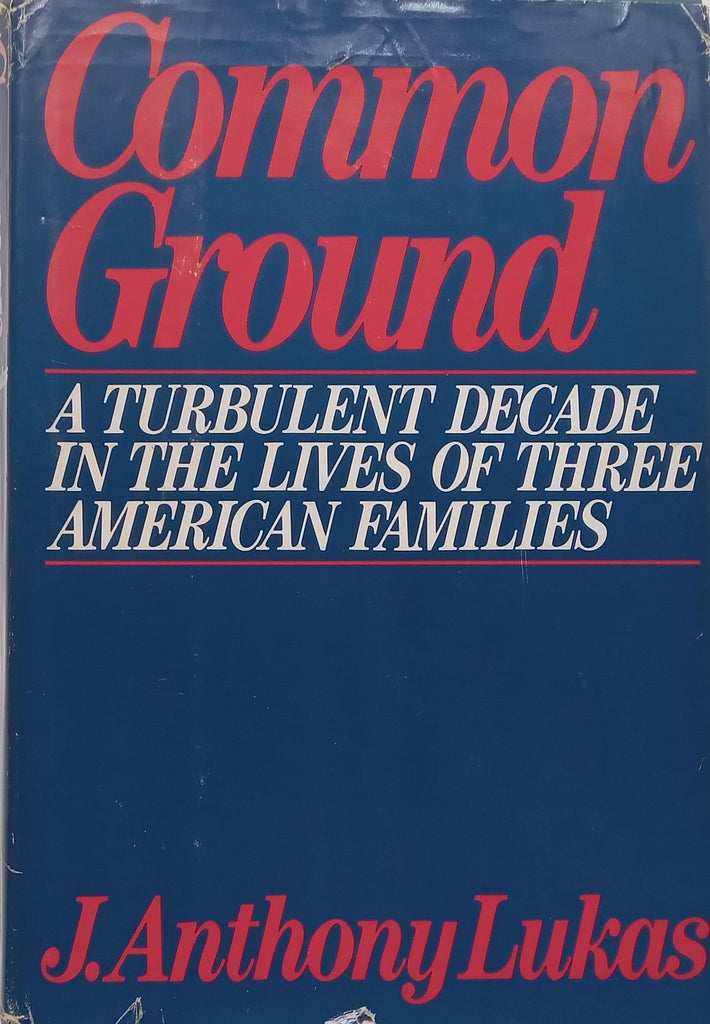 Common
Ground
A TURBULENT DECADE
IN THE LIVES OF THREE
AMERICAN FAMILIES
J. Anthony Lukas